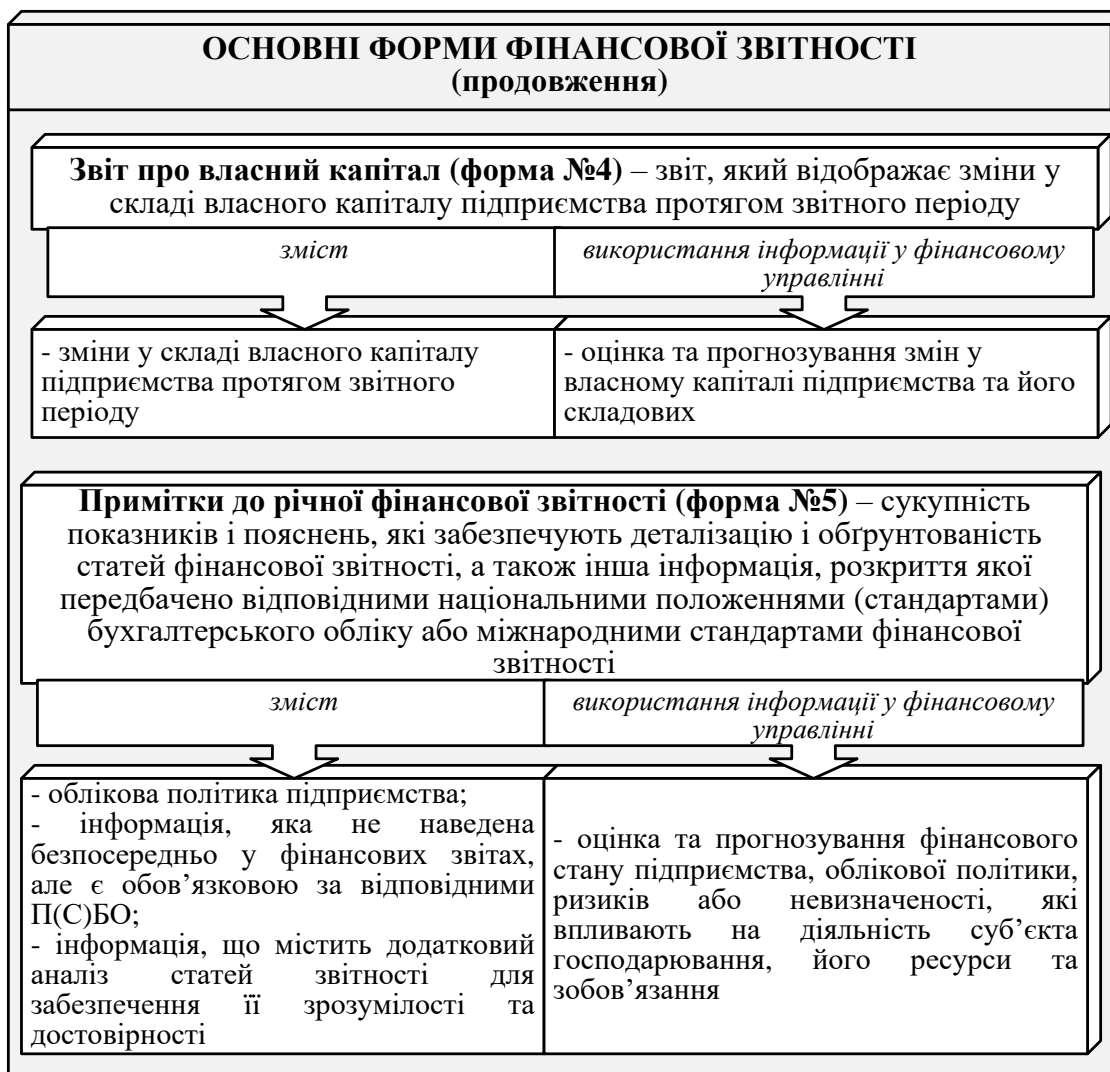 ОСНОВНІ ФОРМИ ФІНАНСОВОЇ ЗВІТНОСТІ
(продовження)
Звіт про власний капітал (форма №4) – звіт, який відображає зміни у
складі власного капіталу підприємства протягом звітного періоду
зміст
використання інформації у фінансовому
управлінні
- зміни у складі власного капіталу
підприємства протягом звітного
періоду
- оцінка та прогнозування змін у
власному капіталі підприємства та його
складових
Примітки до річної фінансової звітності (форма №5) – сукупність
показників і пояснень, які забезпечують деталізацію і обґрунтованість
статей фінансової звітності, а також інша інформація, розкриття якої
передбачено відповідними національними положеннями (стандартами)
бухгалтерського обліку або міжнародними стандартами фінансової
звітності
зміст
використання інформації у фінансовому
управлінні
- облікова політика підприємства;
- інформація, яка не наведена
безпосередньо у фінансових звітах,
але є обов’язковою за відповідними
П(С)БО;
- інформація, що містить додатковий
аналіз статей звітності для
забезпечення її зрозумілості та
достовірності
- оцінка та прогнозування фінансового
стану підприємства, облікової політики,
ризиків або невизначеності, які
впливають на діяльність суб’єкта
господарювання, його ресурси та
зобов’язання